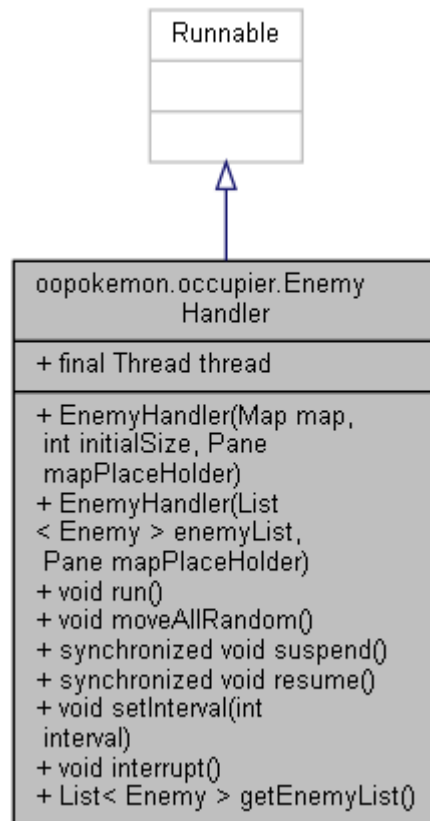 Runnable
oopokemon.occupier.Enemy
Handler
+ final Thread thread
+ EnemyHandler(Map map,
int initialSize, Pane
mapPlaceHolder)
+ EnemyHandler(List
< Enemy > enemyList,
Pane mapPlaceHolder)
+ void run()
+ void moveAllRandom()
+ synchronized void suspend()
+ synchronized void resume()
+ void setInterval(int
interval)
+ void interrupt()
+ List< Enemy > getEnemyList()